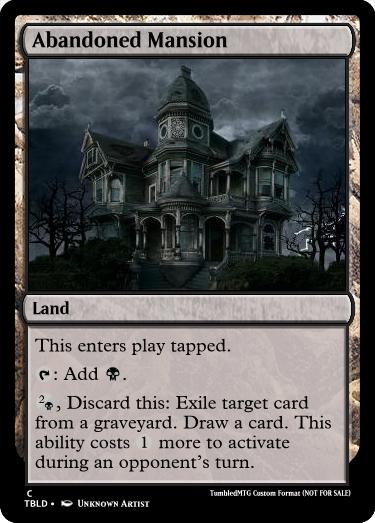 Abandoned Mansion
Land
This enters play tapped.
: Add .
2, Discard this: Exile target card
from a graveyard. Draw a card. This
ability costs 1 more to activate
during an opponent's turn.
C
TBLD • Unknown Artist
TumbledMTG Custom Format (NOT FOR SALE)